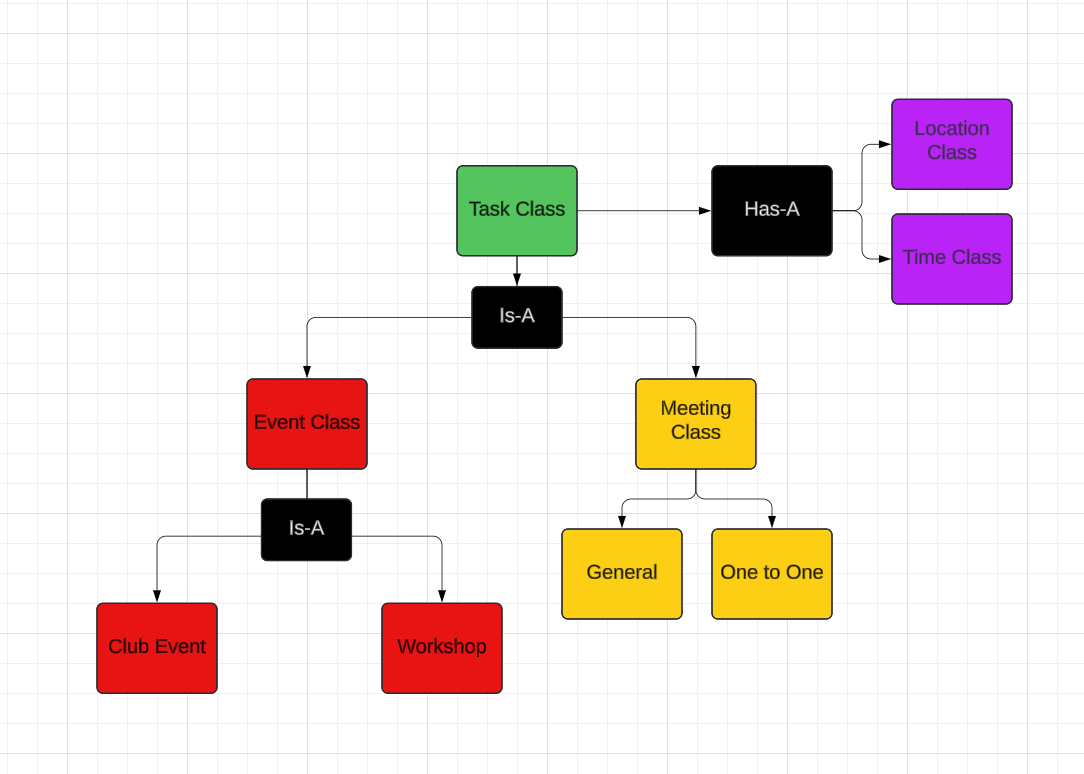 Location
Class
Task Class
Has-A
Time Class
Is-A
Event Class
Meeting
Class
Is-A
General
One to One
Club Event
Workshop